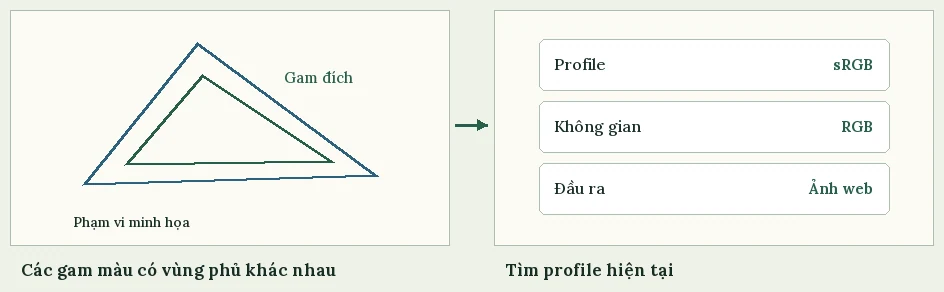 Gam đích
Phạm vi minh họa
Các gam màu có vùng phủ khác nhau
Profile sRGB
Không gian RGB
Đầu ra Ảnh web
Tìm profile hiện tại